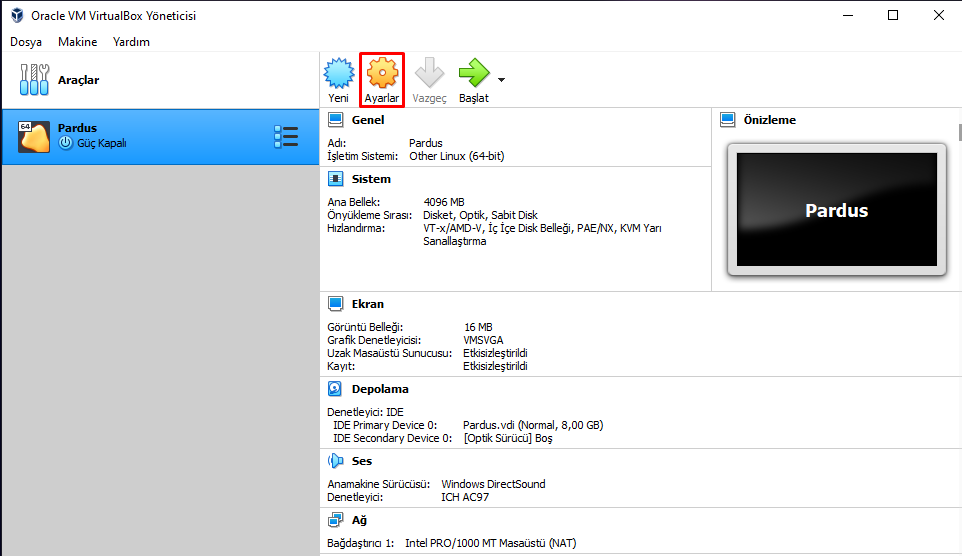 Oracle VM VirtualBox Yöneticisi
Dosya Makine Yardım
Araçlar
Yeni Ayarlar Vazgeç Başlat
64
Pardus
Güç Kapalı
Genel
Adı: Pardus
İşletim Sistemi: Other Linux (64-bit)
Önizleme
Pardus
Sistem
Ana Bellek: 4096 MB
Önyükleme Sırası: Disket, Optik, Sabit Disk
Hızlandırma: VT-x/AMD-V, İç İçe Disk Belleği, PAE/NX, KVM Yarı
Sanallaştırma
Ekran
Görüntü Belleği: 16 MB
Grafik Denetleyicisi: VMSVGA
Uzak Masaüstü Sunucusu: Etkisizleştirildi
Kayıt: Etkisizleştirildi
Depolama
Denetleyici: IDE
IDE Primary Device 0: Pardus.vdi (Normal, 8,00 GB)
IDE Secondary Device 0: [Optik Sürücü] Boş
Ses
Anamakine Sürücüsü: Windows DirectSound
Denetleyici: ICH AC97
Ağ
Bağdaştırıcı 1: Intel PRO/1000 MT Masaüstü (NAT)